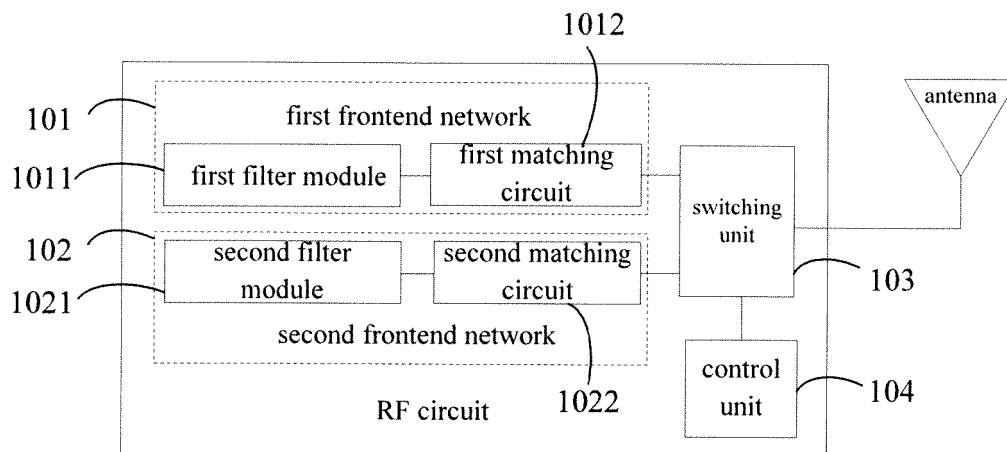 1012
antenna
101
first frontend network
1011
first filter module
first matching
circuit
switching
unit
102
second filter
module
second matching
circuit
103
1021
second frontend network
control
unit
104
RF circuit
1022